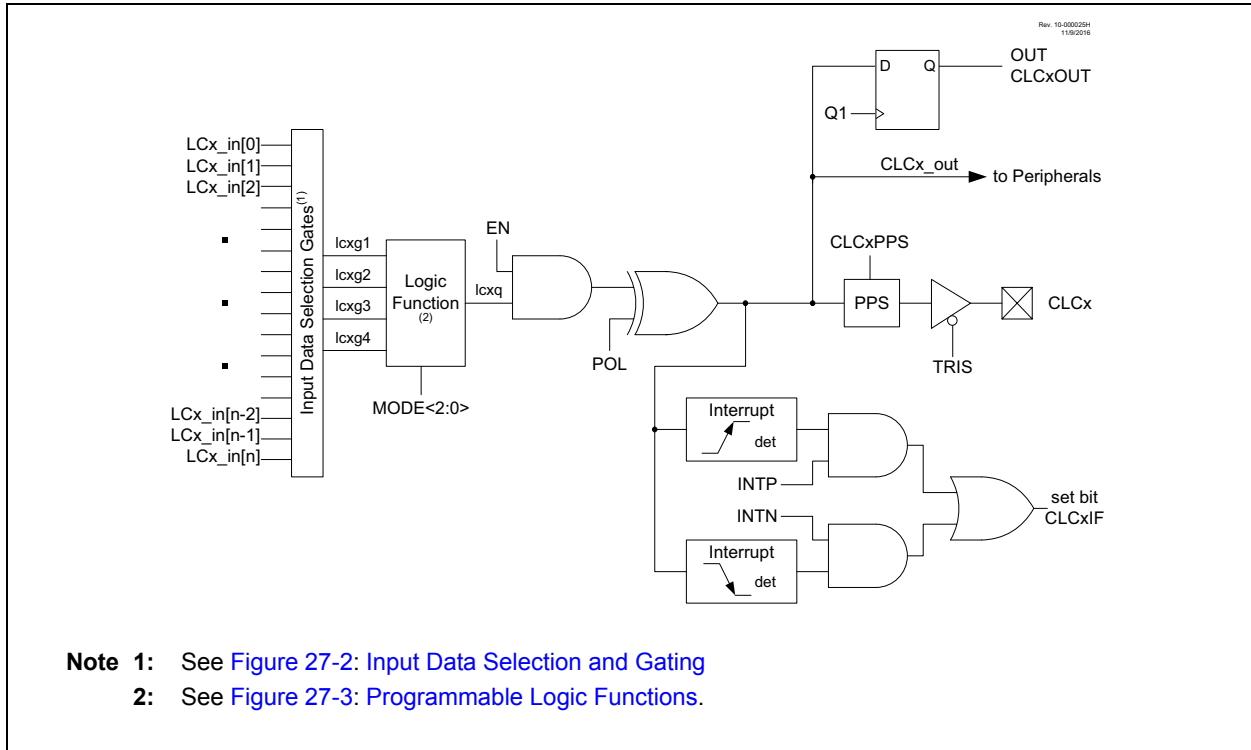 Rev. 10-000025H
11/9/2016
OUT
CLCxOUT
D
Q
Q1
CLCx_out
to Peripherals
LCx_in[0]
LCx_in[1]
LCx_in[2]
LCx_in[n-2]
LCx_in[n-1]
LCx_in[n]
Input Data Selection Gates(1)
lcxg1
lcxg2
lcxg3
lcxg4
Logic
Function
(2)
MODE<2:0>
lcxq
EN
POL
CLCxPPS
PPS
TRIS
CLCx
Interrupt
det
INTP
INTN
Interrupt
det
set bit
CLCxIF
Note 1: See Figure 27-2: Input Data Selection and Gating
2: See Figure 27-3: Programmable Logic Functions.